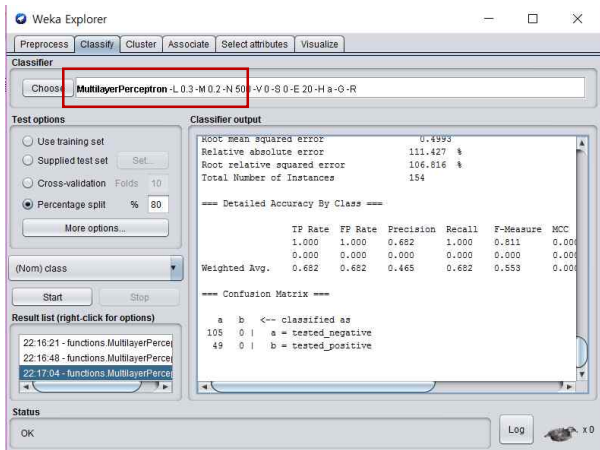 Weka Explorer
Preprocess Classify Cluster Associate Select attributes Visualize
Classifier
Choose MultilayerPerceptron -L 0.3 -M 0.2 -N 500 -V 0 -S 0 -E 20 -H a -G -R
Test options
Use training set
Supplied test set Set...
Cross-validation Folds 10
Percentage split % 80
More options...
(Nom) class
Start Stop
Result list (right-click for options)
22:16:21 - functions.MultilayerPercep
22:16:48 - functions.MultilayerPercep
22:17:04 - functions.MultilayerPercep
Classifier output
Root mean squared error 0.4993
Relative absolute error 111.427 %
Root relative squared error 106.816 %
Total Number of Instances 154
=== Detailed Accuracy By Class ===
TP Rate FP Rate Precision Recall F-Measure MCC
1.000 1.000 0.682 1.000 0.811 0.00
0.000 0.000 0.000 0.000 0.000 0.00
Weighted Avg. 0.682 0.682 0.465 0.682 0.553 0.00
=== Confusion Matrix ===
a b <-- classified as
105 0 | a = tested_negative
49 0 | b = tested_positive
Status
OK
Log
x 0